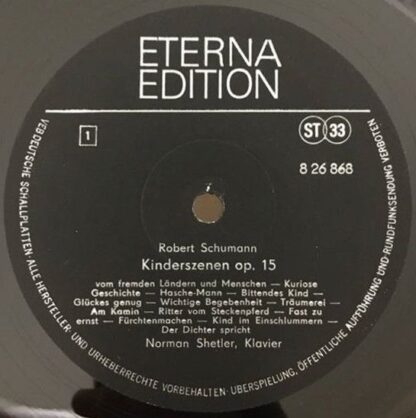 ETERNA
EDITION
1
ST 33
8 26 868
Robert Schumann
Kinderszenen op. 15
vom fremden Ländern und Menschen — Kuriose
Geschichte — Hasche-Mann — Bittendes Kind —
Glückes genug — Wichtige Begebenheit — Träumerei —
Am Kamin — Ritter vom Steckenpferd — Fast zu
ernst — Fürchtenmachen — Kind im Einschlummern —
Der Dichter spricht
Norman Shetler, Klavier
VEB DEUTSCHE SCHALLPLATTEN · ALLE HERSTELLER- UND URHEBERRECHTE VORBEHALTEN · ÜBERSPIELUNG, ÖFFENTLICHE AUFFÜHRUNG UND RUNDFUNKSENDUNG VERBOTEN